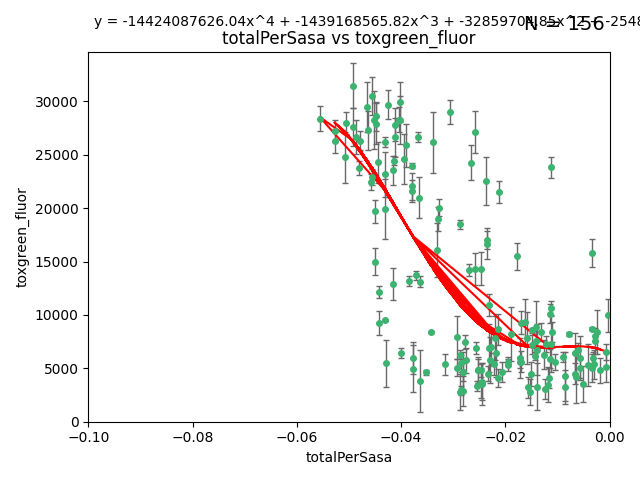 y = -14424087626.04x^4 + -1439168565.82x^3 +
N = 156
totalPerSasa vs toxgreen_fluor
toxgreen_fluor
30000
25000
20000
15000
10000
5000
0
-0.10 -0.08 -0.06 -0.04 -0.02 0.00
totalPerSasa